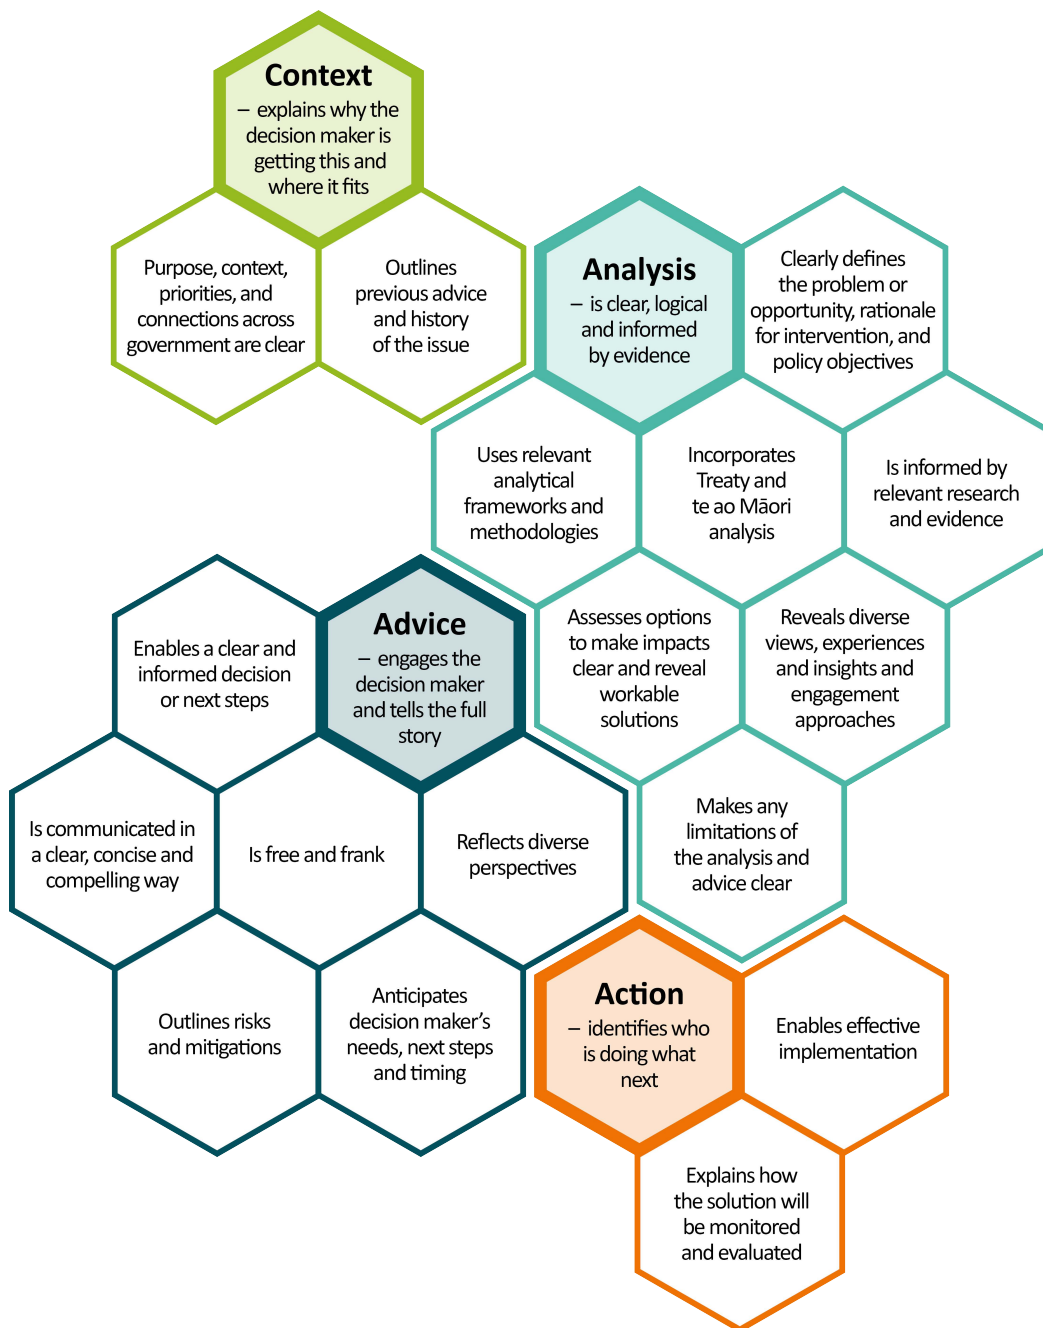 Context
– explains why the
decision maker is
getting this and
where it fits
Purpose, context,
priorities, and
connections across
government are clear
Outlines
previous advice
and history
of the issue
Analysis
– is clear, logical
and informed
by evidence
Clearly defines
the problem or
opportunity, rationale
for intervention, and
policy objectives
Uses relevant
analytical
frameworks and
methodologies
Incorporates
Treaty and
te ao Māori
analysis
Is informed by
relevant research
and evidence
Assesses options
to make impacts
clear and reveal
workable
solutions
Reveals diverse
views, experiences
and insights and
engagement
approaches
Makes any
limitations of
the analysis and
advice clear
Advice
– engages the
decision maker
and tells the full
story
Enables a clear and
informed decision
or next steps
Is communicated in
a clear, concise and
compelling way
Is free and frank
Reflects diverse
perspectives
Outlines risks
and mitigations
Anticipates
decision maker’s
needs, next steps
and timing
Action
– identifies who
is doing what
next
Enables effective
implementation
Explains how
the solution will
be monitored
and evaluated